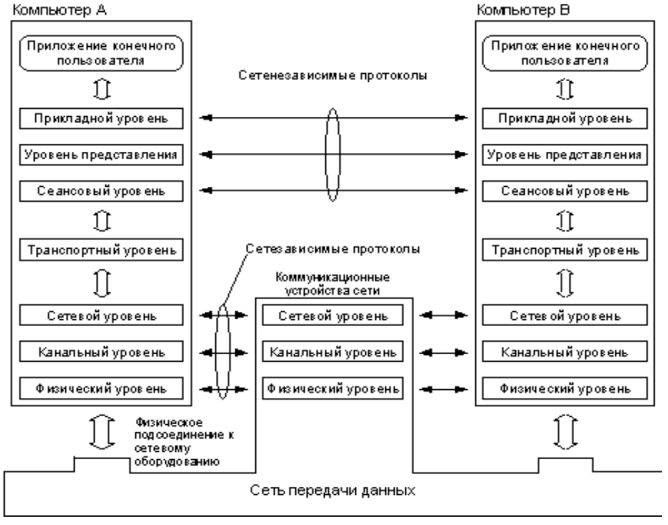 Компьютер А
Приложение конечного
пользователя
Прикладной уровень
Уровень представления
Сеансовый уровень
Транспортный уровень
Сетевой уровень
Канальный уровень
Физический уровень
Физическое
подсоединение к
сетевому
оборудованию
Сетенезависимые протоколы
Сетезависимые протоколы
Коммуникационные
устройства сети
Сетевой уровень
Канальный уровень
Физический уровень
Компьютер В
Приложение конечного
пользователя
Прикладной уровень
Уровень представления
Сеансовый уровень
Транспортный уровень
Сетевой уровень
Канальный уровень
Физический уровень
Сеть передачи данных